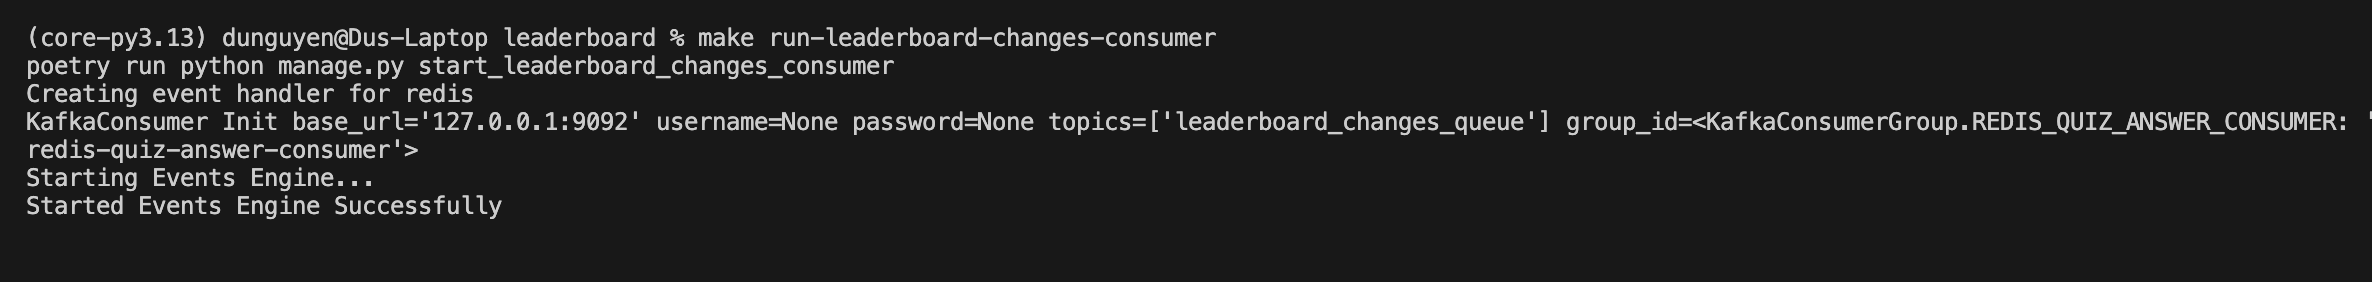 (core-py3.13) dunguyen@Dus-Laptop leaderboard % make run-leaderboard-changes-consumer
poetry run python manage.py start_leaderboard_changes_consumer
Creating event handler for redis
KafkaConsumer Init base_url='127.0.0.1:9092' username=None password=None topics=['leaderboard_changes_queue'] group_id=<KafkaConsumerGroup.REDIS_QUIZ_ANSWER_CONSUMER: '
redis-quiz-answer-consumer'>
Starting Events Engine...
Started Events Engine Successfully